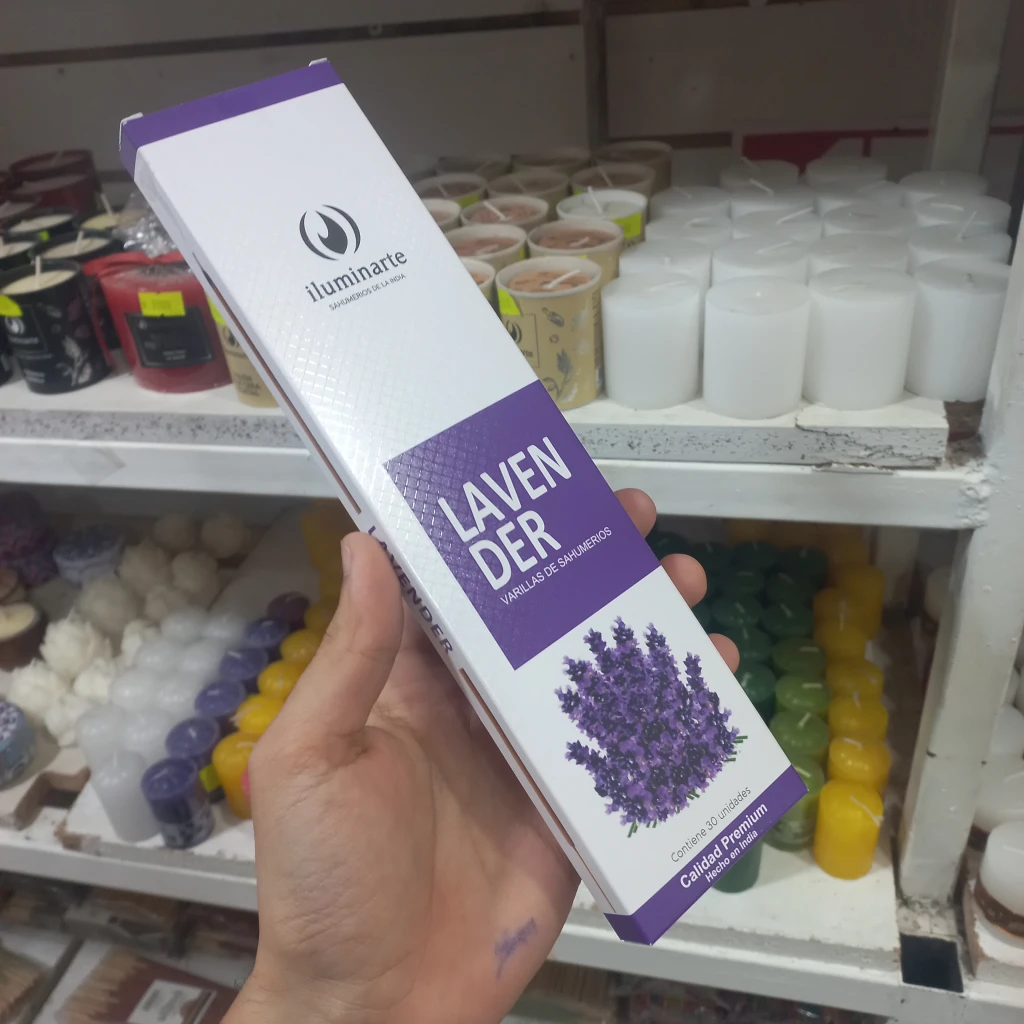 iluminarte
SAHUMERIOS DE LA INDIA
LAVEN
DER
VARILLAS DE SAHUMERIOS
Contiene 30 unidades
Calidad Premium
Hecho en India
LAVENDER